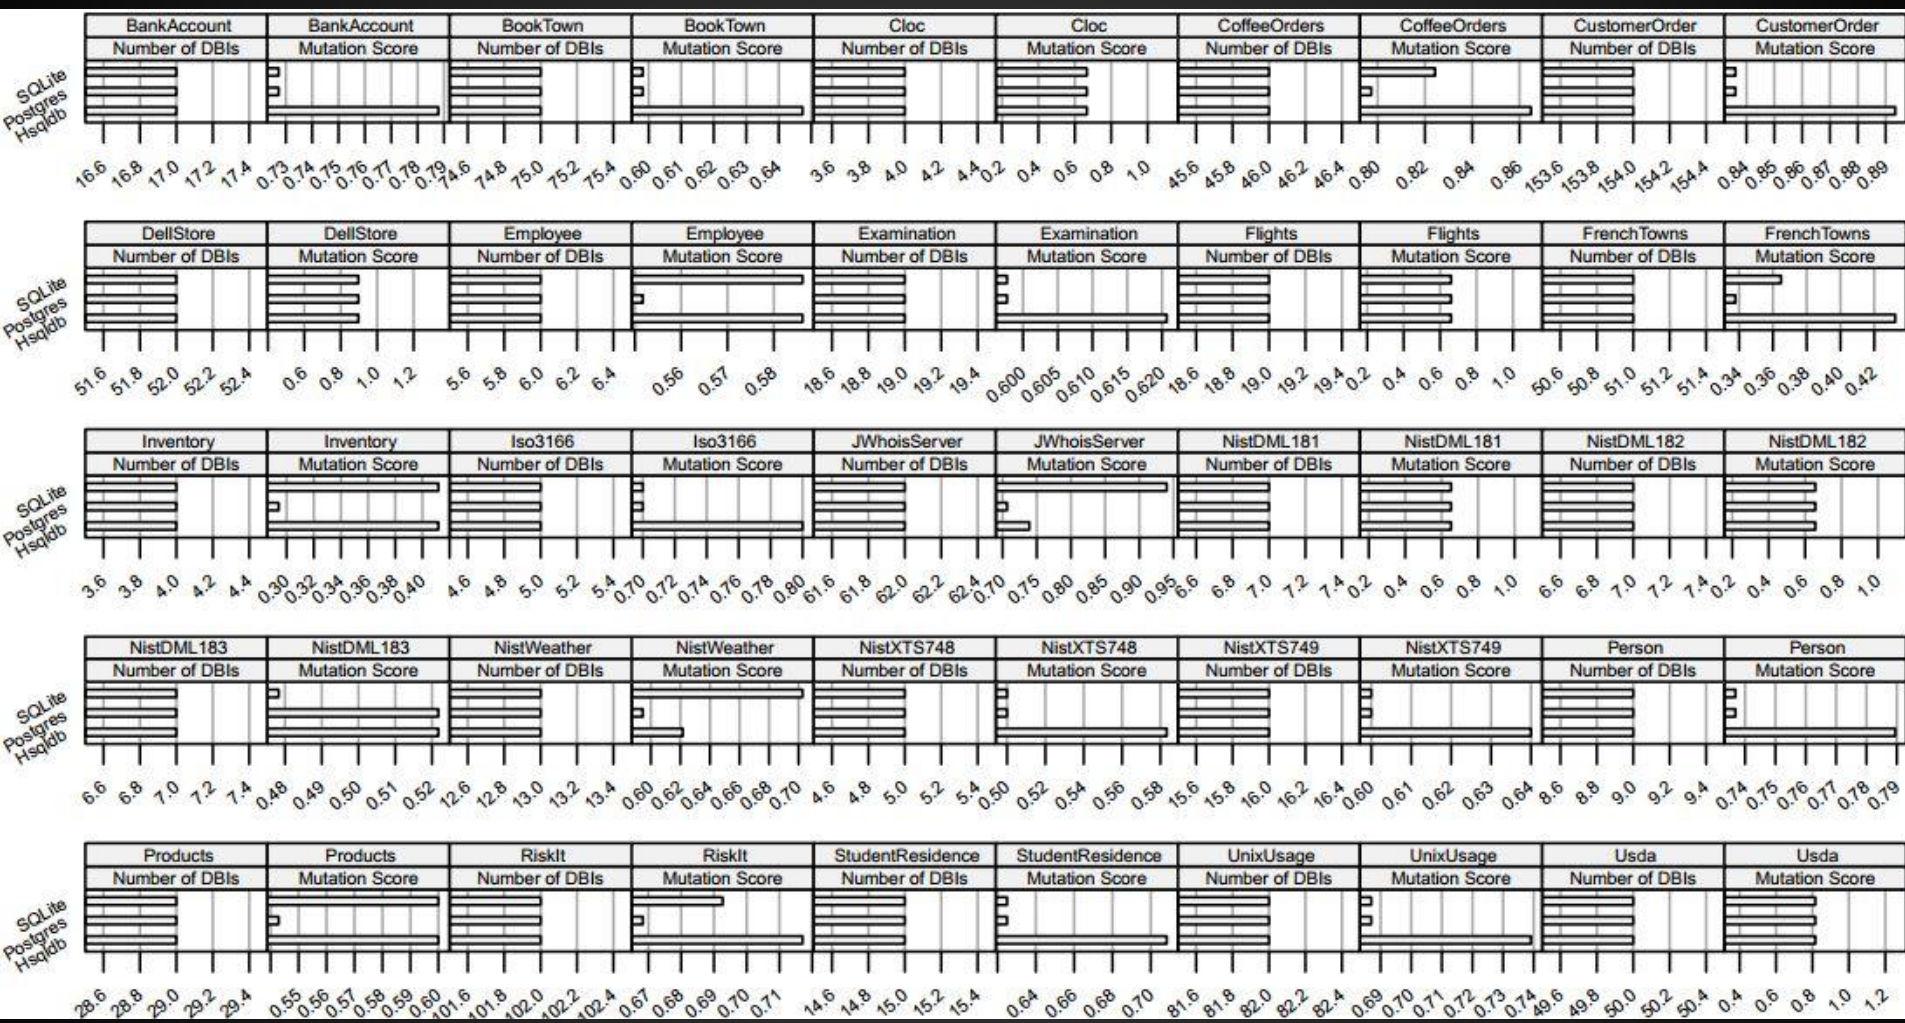 BankAccount BankAccount BookTown BookTown Cloc Cloc CoffeeOrders CoffeeOrders CustomerOrder CustomerOrder
Number of DBIs Mutation Score Number of DBIs Mutation Score Number of DBIs Mutation Score Number of DBIs Mutation Score Number of DBIs Mutation Score
SQLite
Postgres
Hsqldb
16.6 16.8 17.0 17.2 17.4 0.73 0.74 0.75 0.76 0.77 0.78 0.79 74.6 74.8 75.0 75.2 75.4 0.60 0.61 0.62 0.63 0.64 3.6 3.8 4.0 4.2 4.4 0.2 0.4 0.6 0.8 1.0 45.6 45.8 46.0 46.2 46.4 0.80 0.82 0.84 0.86 153.6 153.8 154.0 154.2 154.4 0.84 0.85 0.86 0.87 0.88 0.89
DellStore DellStore Employee Employee Examination Examination Flights Flights FrenchTowns FrenchTowns
Number of DBIs Mutation Score Number of DBIs Mutation Score Number of DBIs Mutation Score Number of DBIs Mutation Score Number of DBIs Mutation Score
SQLite
Postgres
Hsqldb
51.6 51.8 52.0 52.2 52.4 0.6 0.8 1.0 1.2 5.6 5.8 6.0 6.2 6.4 0.56 0.57 0.58 18.6 18.8 19.0 19.2 19.4 0.600 0.605 0.610 0.615 0.620 18.6 18.8 19.0 19.2 19.4 0.2 0.4 0.6 0.8 1.0 50.6 50.8 51.0 51.2 51.4 0.34 0.36 0.38 0.40 0.42
Inventory Inventory Iso3166 Iso3166 JWhoisServer JWhoisServer NistDML181 NistDML181 NistDML182 NistDML182
Number of DBIs Mutation Score Number of DBIs Mutation Score Number of DBIs Mutation Score Number of DBIs Mutation Score Number of DBIs Mutation Score
SQLite
Postgres
Hsqldb
3.6 3.8 4.0 4.2 4.4 0.30 0.32 0.34 0.36 0.38 0.40 4.6 4.8 5.0 5.2 5.4 0.70 0.72 0.74 0.76 0.78 0.80 61.6 61.8 62.0 62.2 62.4 0.70 0.75 0.80 0.85 0.90 0.95 6.6 6.8 7.0 7.2 7.4 0.2 0.4 0.6 0.8 1.0 6.6 6.8 7.0 7.2 7.4 0.2 0.4 0.6 0.8 1.0
NistDML183 NistDML183 NistWeather NistWeather NistXTS748 NistXTS748 NistXTS749 NistXTS749 Person Person
Number of DBIs Mutation Score Number of DBIs Mutation Score Number of DBIs Mutation Score Number of DBIs Mutation Score Number of DBIs Mutation Score
SQLite
Postgres
Hsqldb
6.6 6.8 7.0 7.2 7.4 0.48 0.49 0.50 0.51 0.52 12.6 12.8 13.0 13.2 13.4 0.60 0.62 0.64 0.66 0.68 0.70 4.6 4.8 5.0 5.2 5.4 0.50 0.52 0.54 0.56 0.58 15.6 15.8 16.0 16.2 16.4 0.60 0.61 0.62 0.63 0.64 8.6 8.8 9.0 9.2 9.4 0.74 0.75 0.76 0.77 0.78 0.79
Products Products RiskIt RiskIt StudentResidence StudentResidence UnixUsage UnixUsage Usda Usda
Number of DBIs Mutation Score Number of DBIs Mutation Score Number of DBIs Mutation Score Number of DBIs Mutation Score Number of DBIs Mutation Score
SQLite
Postgres
Hsqldb
28.6 28.8 29.0 29.2 29.4 0.55 0.56 0.57 0.58 0.59 0.60 101.6 101.8 102.0 102.2 102.4 0.67 0.68 0.69 0.70 0.71 14.6 14.8 15.0 15.2 15.4 0.64 0.66 0.68 0.70 81.6 81.8 82.0 82.2 82.4 0.69 0.70 0.71 0.72 0.73 0.74 49.6 49.8 50.0 50.2 50.4 0.4 0.6 0.8 1.0 1.2